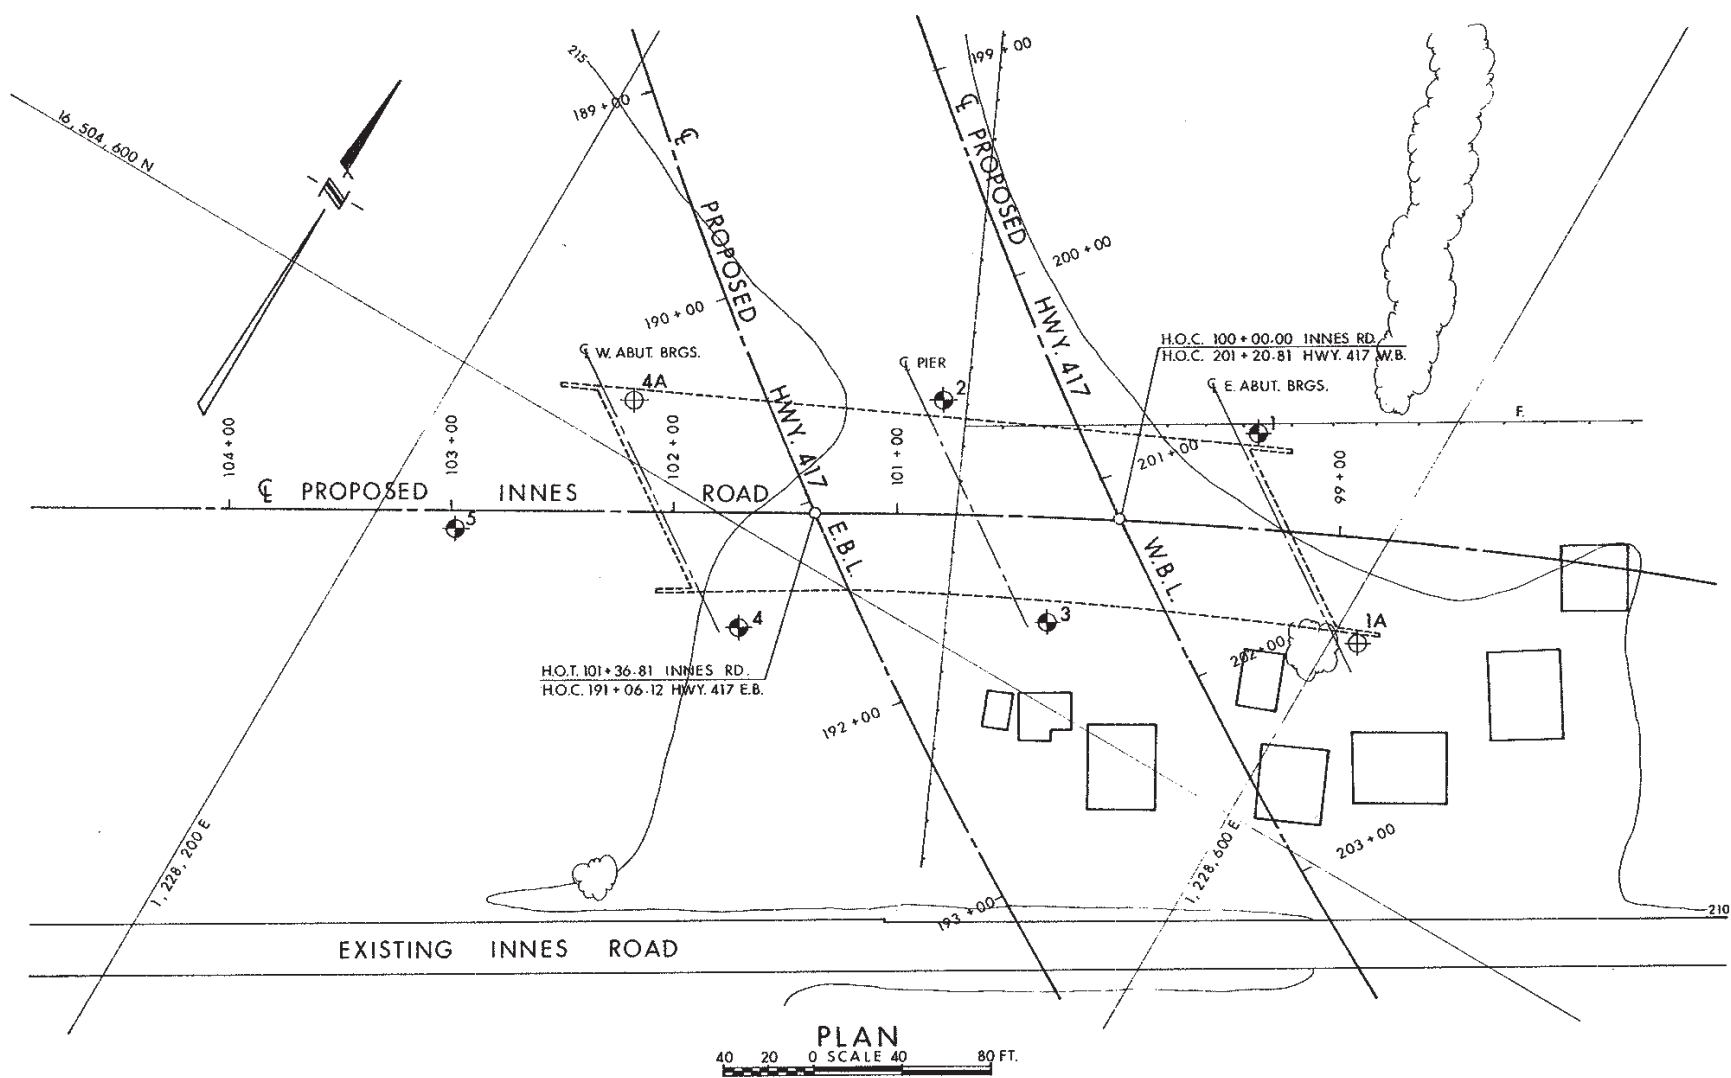 215
199 + 00
189 + 00
16, 504, 600 N
N
℄ PROPOSED HWY. 417 E.B.L.
℄ PROPOSED HWY. 417 W.B.L.
200 + 00
190 + 00
H.O.C. 100 + 00·00 INNES RD.
H.O.C. 201 + 20·81 HWY. 417 W.B.
℄ W. ABUT. BRGS.
℄ PIER
℄ E. ABUT. BRGS.
4A
2
1
F.
104 + 00
103 + 00
102 + 00
101 + 00
201 + 00
99 + 00
℄ PROPOSED INNES ROAD
5
4
3
1A
202 + 00
H.O.T. 101 + 36·81 INNES RD.
H.O.C. 191 + 06·12 HWY. 417 E.B.
192 + 00
203 + 00
1, 228, 200 E
1, 228, 600 E
193 + 00
210
EXISTING INNES ROAD
PLAN
40 20 0 SCALE 40 80 FT.